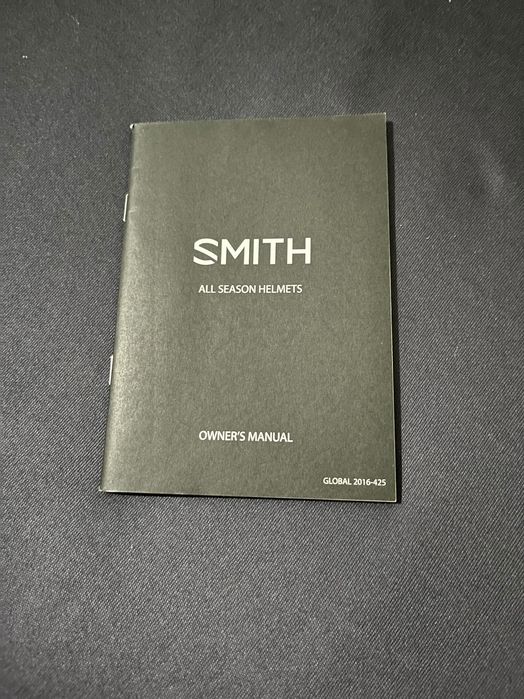 SMITH
ALL SEASON HELMETS
OWNER'S MANUAL
GLOBAL 2016-425